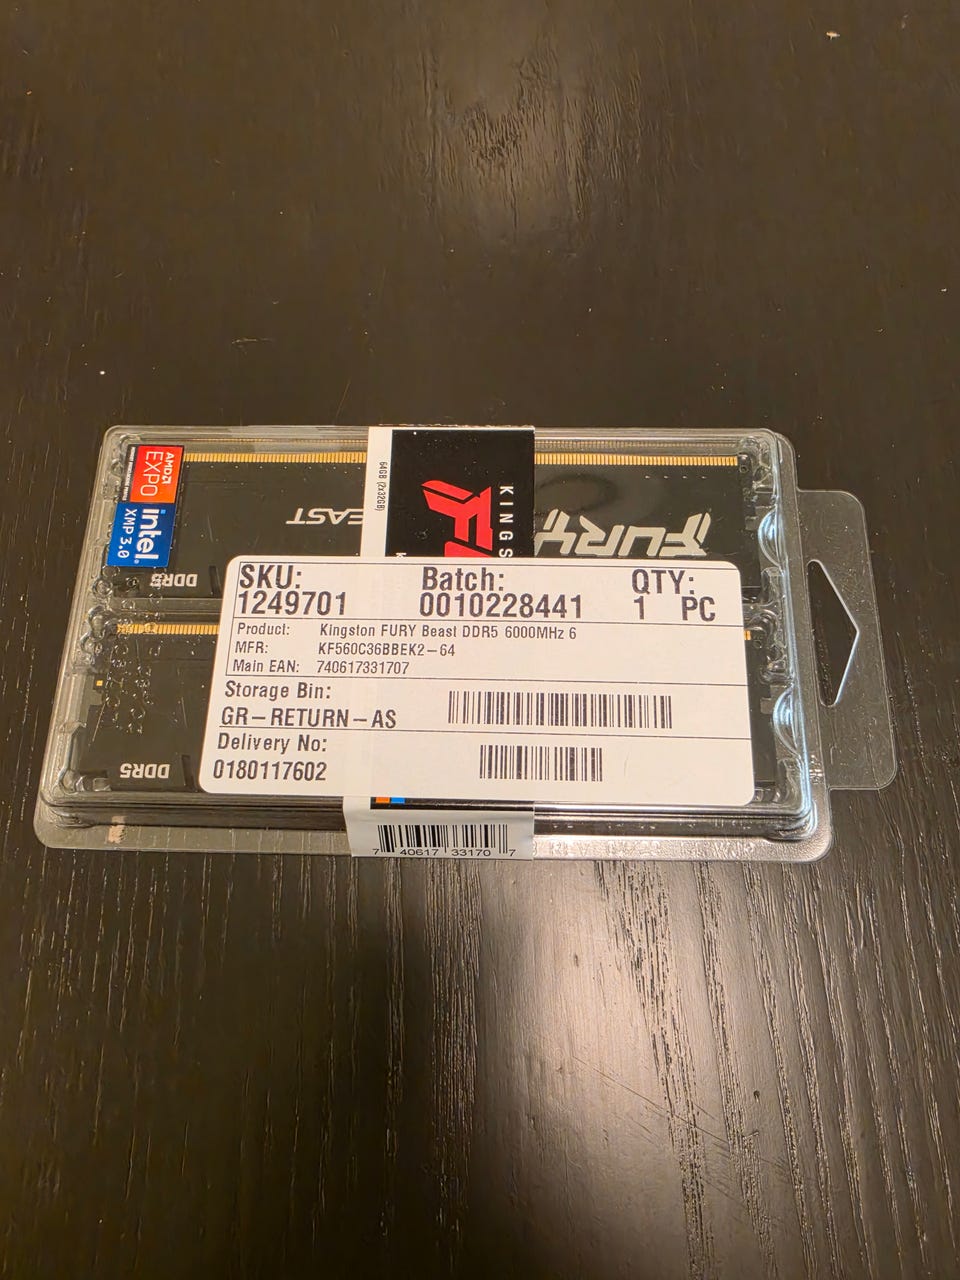 AMD
EXPO
intel
XMP 3.0
64GB (2x32GB)
KINGS
FURY
EAST
DDR5
SKU:
1249701
Batch:
0010228441
QTY:
1 PC
Product: Kingston FURY Beast DDR5 6000MHz 6
MFR: KF560C36BBEK2-64
Main EAN: 740617331707
Storage Bin:
GR-RETURN-AS
Delivery No:
0180117602
DDR5
7 40617 33170 7